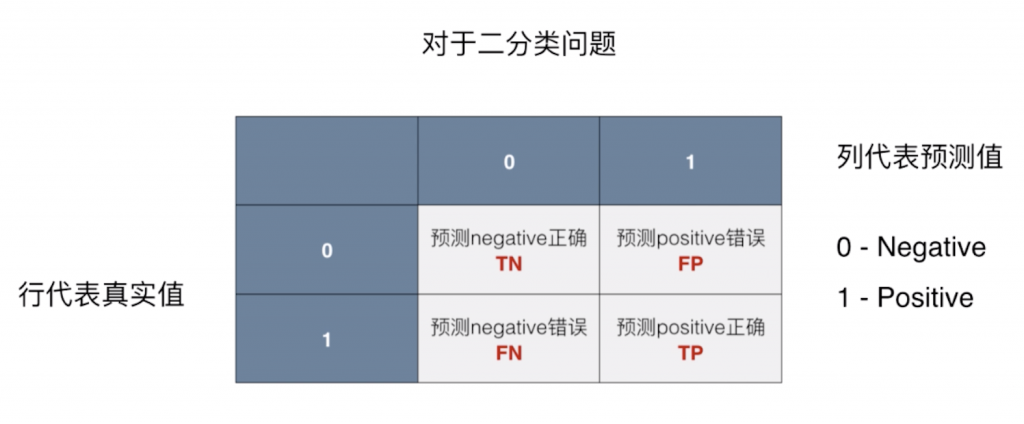 对于二分类问题
0
1
列代表预测值
0
预测negative正确
TN
预测positive错误
FP
0 - Negative
行代表真实值
1 - Positive
1
预测negative错误
FN
预测positive正确
TP